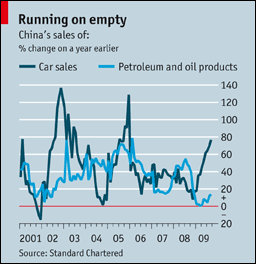 Running on empty
China's sales of:
% change on a year earlier
Car sales Petroleum and oil products
140
120
100
80
60
40
20
+
0
–
20
2001 02 03 04 05 06 07 08 09
Source: Standard Chartered